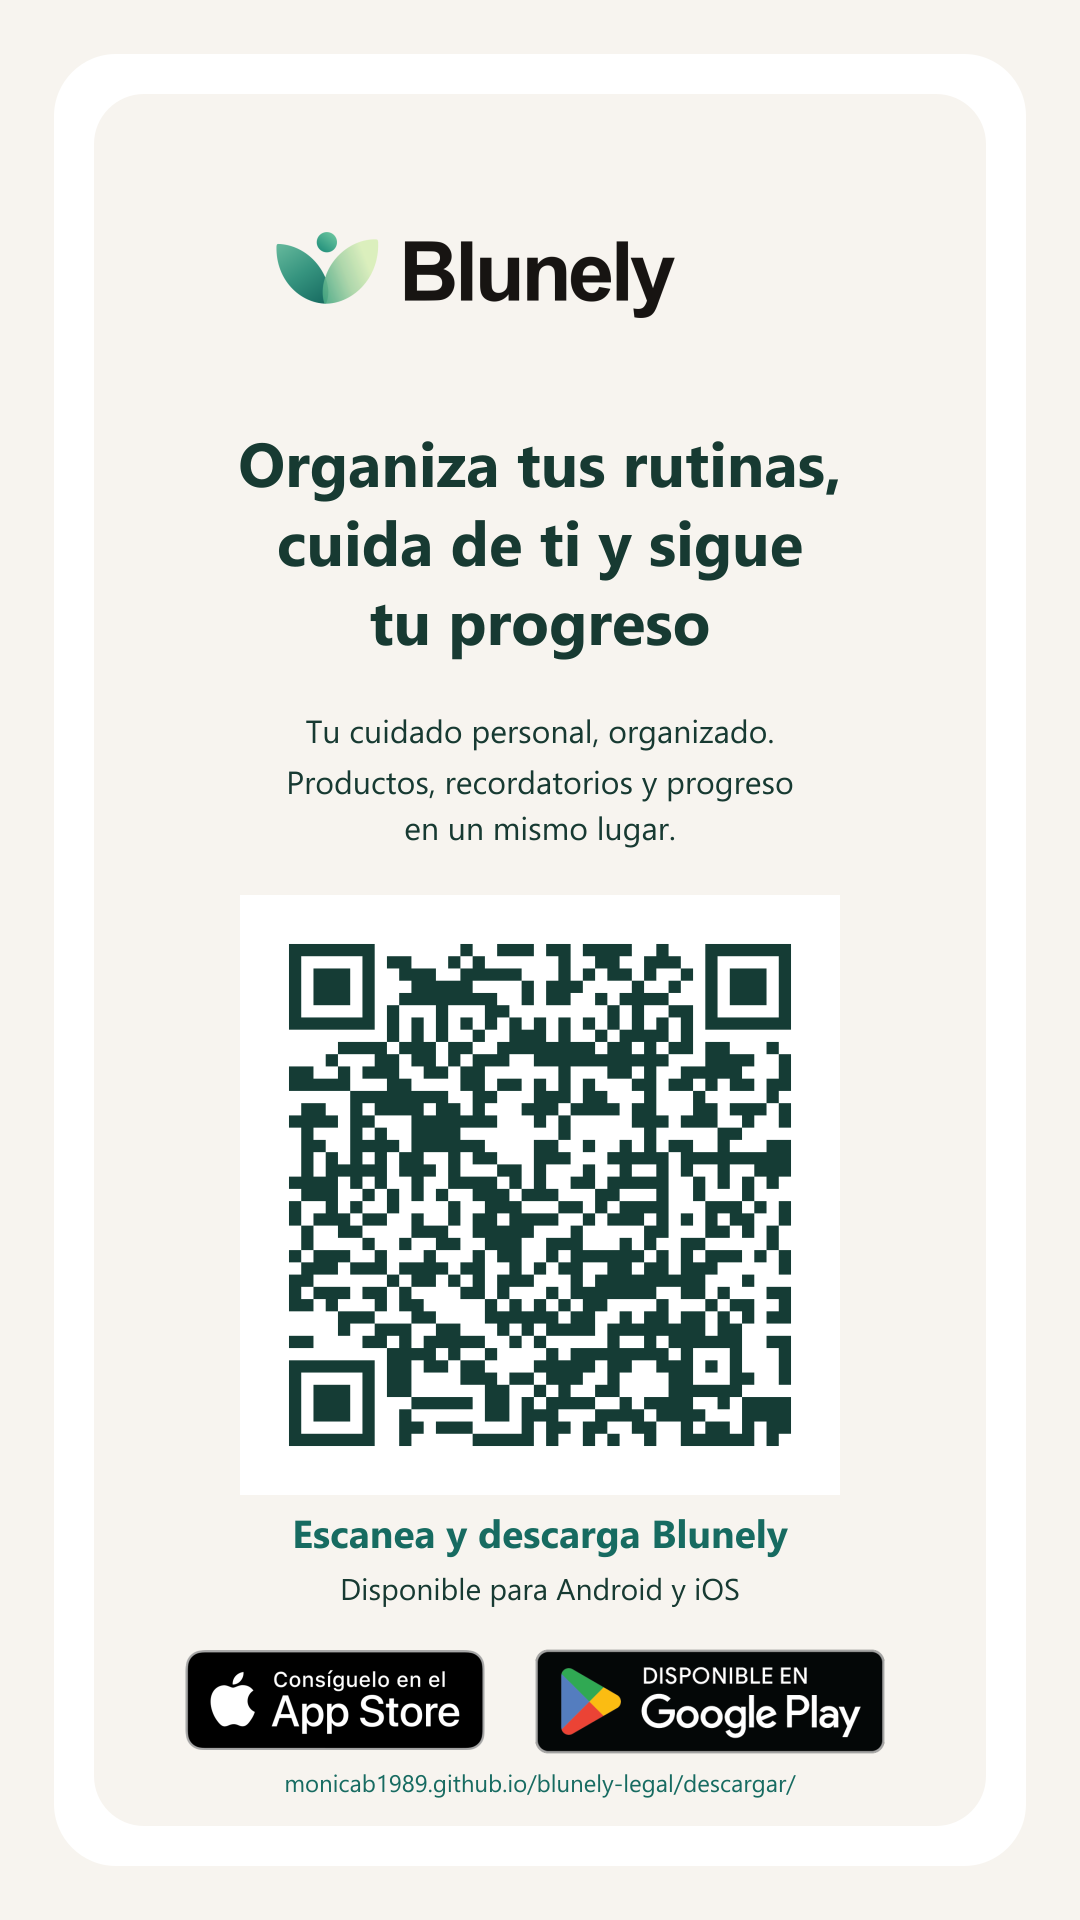 Blunely
Organiza tus rutinas,
cuida de ti y sigue
tu progreso
Tu cuidado personal, organizado.
Productos, recordatorios y progreso
en un mismo lugar.
Escanea y descarga Blunely
Disponible para Android y iOS
Consíguelo en el
App Store
DISPONIBLE EN
Google Play
monicab1989.github.io/blunely-legal/descargar/